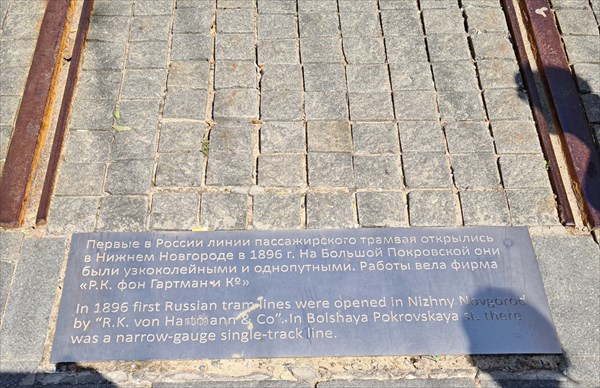 Первые в России линии пассажирского трамвая открылись
в Нижнем Новгороде в 1896 г. На Большой Покровской они
были узкоколейными и однопутными. Работы вела фирма
«Р.К. фон Гартман и К°»
In 1896 first Russian tram lines were opened in Nizhny Novgorod
by “R.K. von Hartmann & Co”. In Bolshaya Pokrovskaya st. there
was a narrow-gauge single-track line.